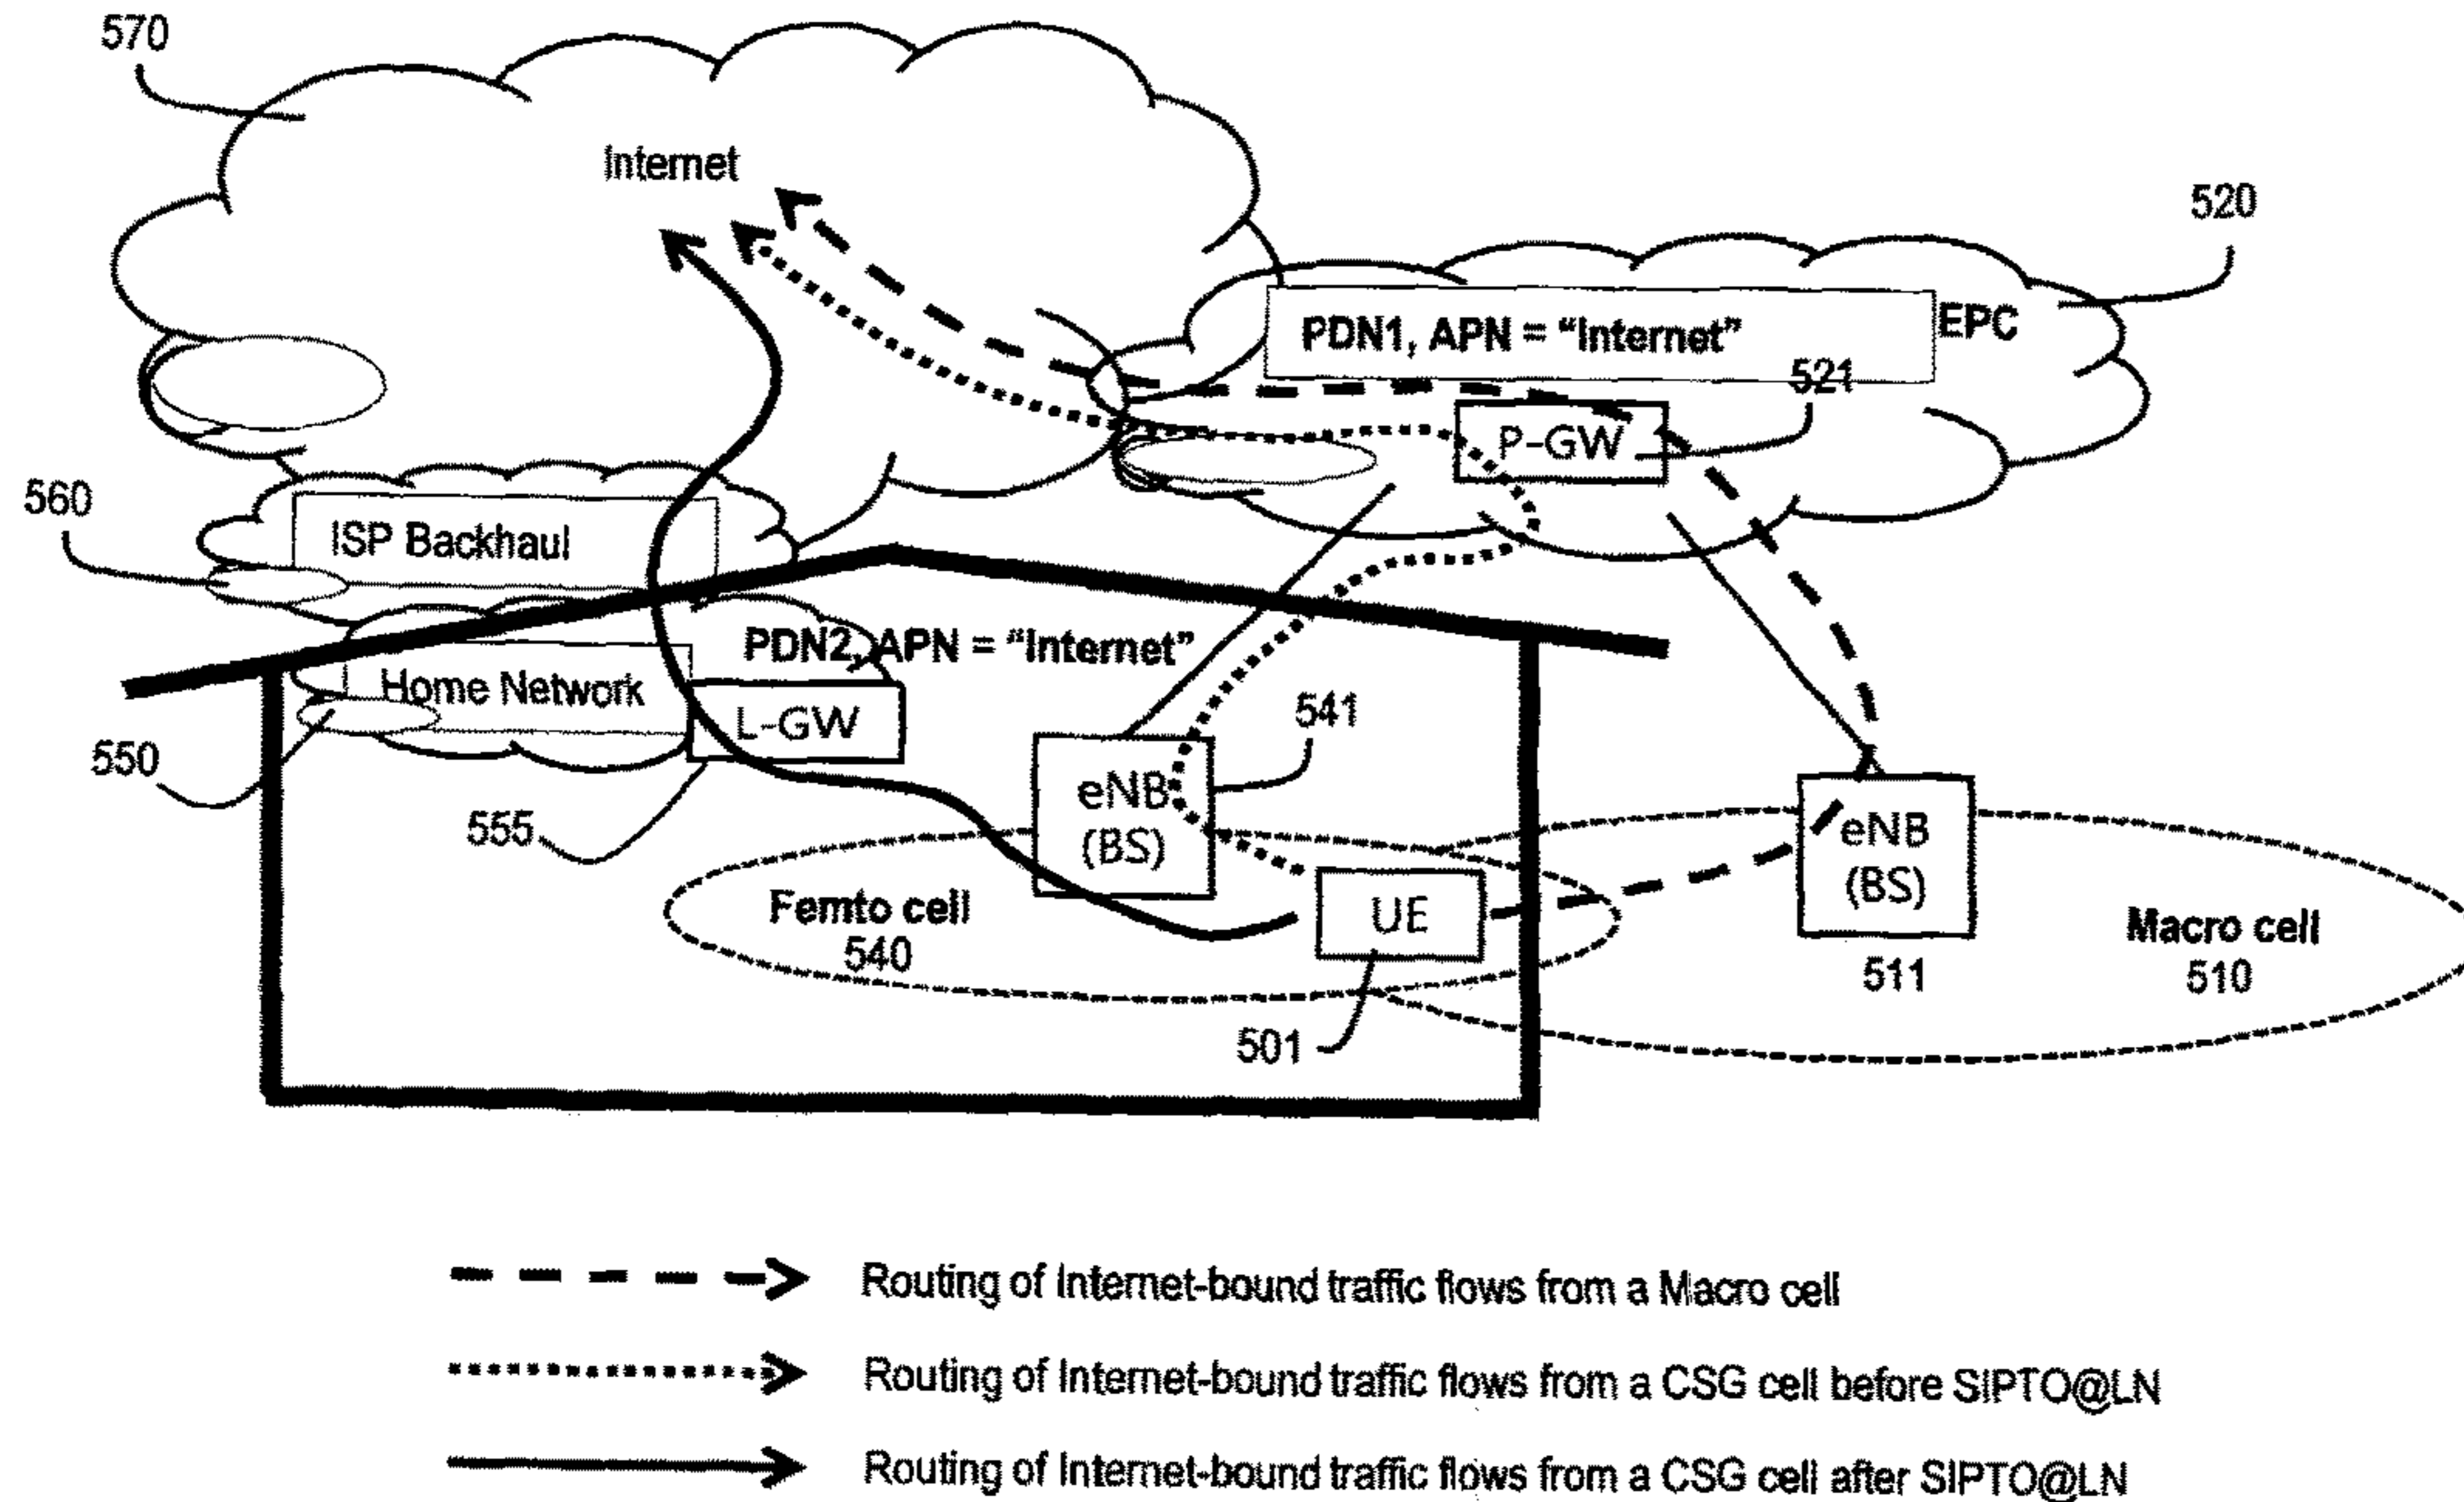 570
Internet
520
PDN1, APN = “Internet”
EPC
521
P-GW
560
ISP Backhaul
PDN2, APN = “Internet”
Home Network
L-GW
541
550
eNB
(BS)
555
eNB
(BS)
UE
Femto cell
540
Macro cell
510
511
501
Routing of Internet-bound traffic flows from a Macro cell
Routing of Internet-bound traffic flows from a CSG cell before SIPTO@LN
Routing of Internet-bound traffic flows from a CSG cell after SIPTO@LN